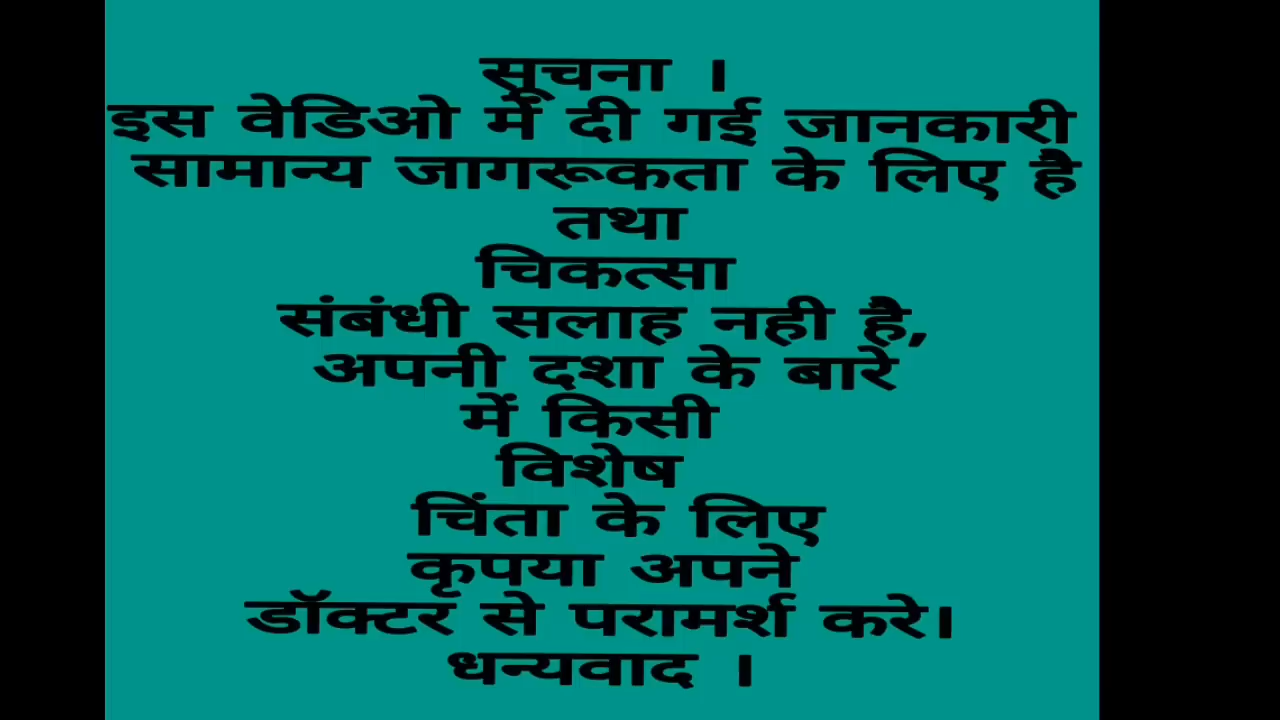 सूचना ।
इस वेडिओ में दी गई जानकारी
सामान्य जागरूकता के लिए है
तथा
चिकत्सा
संबंधी सलाह नही है,
अपनी दशा के बारे
में किसी
विशेष
चिंता के लिए
कृपया अपने
डॉक्टर से परामर्श करे।
धन्यवाद ।